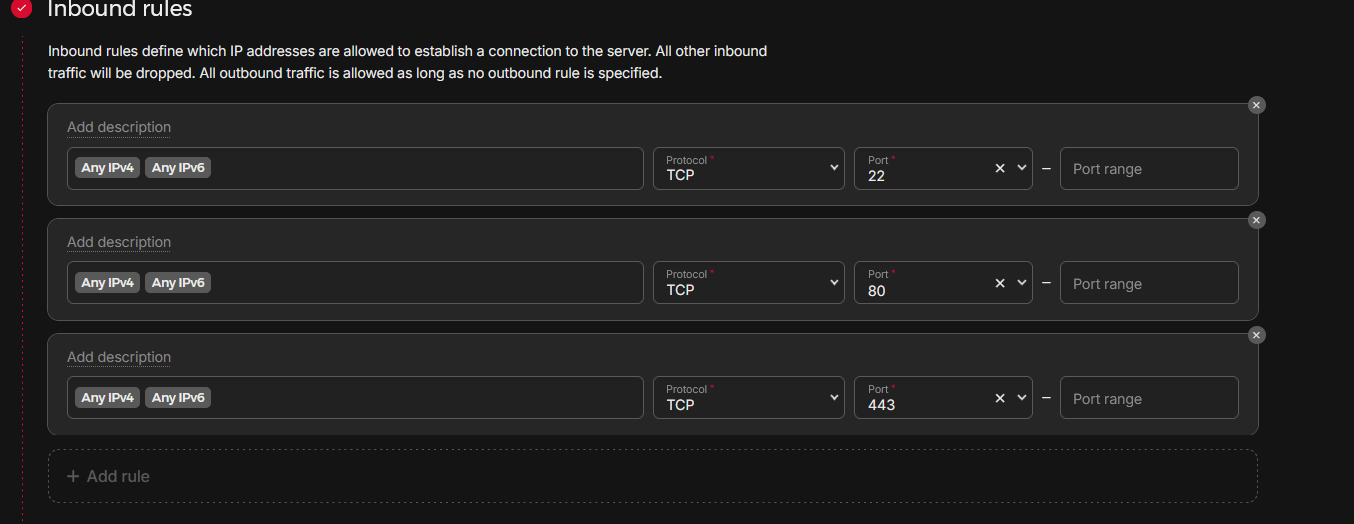 Inbound rules
Inbound rules define which IP addresses are allowed to establish a connection to the server. All other inbound
traffic will be dropped. All outbound traffic is allowed as long as no outbound rule is specified.
Add description
Any IPv4 Any IPv6 Protocol * TCP Port * 22 – Port range
Add description
Any IPv4 Any IPv6 Protocol * TCP Port * 80 – Port range
Add description
Any IPv4 Any IPv6 Protocol * TCP Port * 443 – Port range
+ Add rule